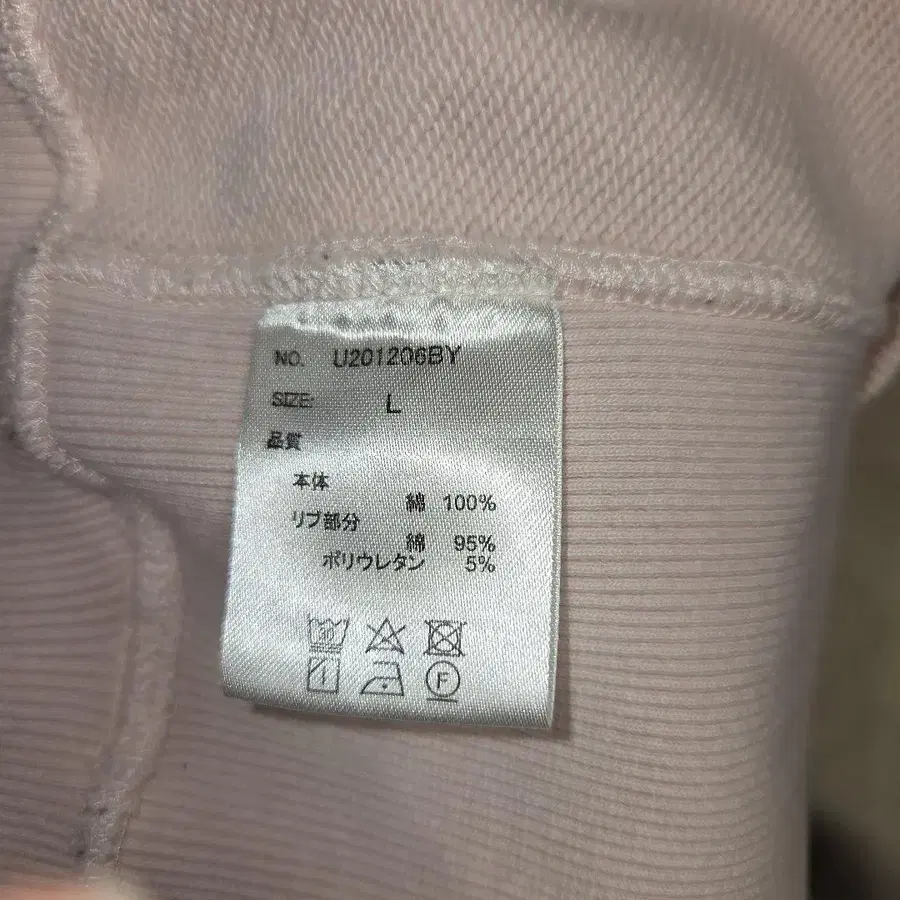 NO. U201206BY
SIZE: L
品質
本体
綿 100%
リブ部分
綿 95%
ポリウレタン 5%
30
F